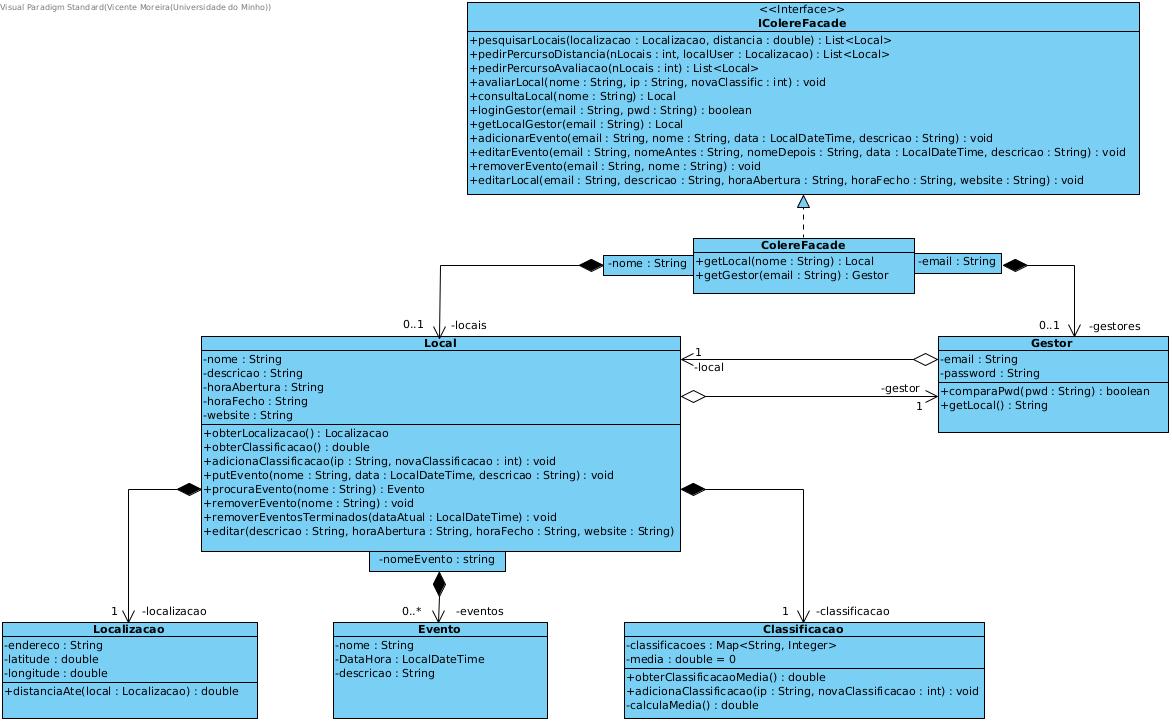 Visual Paradigm Standard(Vicente Moreira(Universidade do Minho))
<<Interface>>
IColereFacade
+pesquisarLocais(localizacao : Localizacao, distancia : double) : List<Local>
+pedirPercursoDistancia(nLocais : int, localUser : Localizacao) : List<Local>
+pedirPercursoAvaliacao(nLocais : int) : List<Local>
+avaliarLocal(nome : String, ip : String, novaClassific : int) : void
+consultaLocal(nome : String) : Local
+loginGestor(email : String, pwd : String) : boolean
+getLocalGestor(email : String) : Local
+adicionarEvento(email : String, nome : String, data : LocalDateTime, descricao : String) : void
+editarEvento(email : String, nomeAntes : String, nomeDepois : String, data : LocalDateTime, descricao : String) : void
+removerEvento(email : String, nome : String) : void
+editarLocal(email : String, descricao : String, horaAbertura : String, horaFecho : String, website : String) : void
ColereFacade
+getLocal(nome : String) : Local
+getGestor(email : String) : Gestor
-nome : String
-email : String
0..1
-locais
0..1
-gestores
Local
-nome : String
-descricao : String
-horaAbertura : String
-horaFecho : String
-website : String
+obterLocalizacao() : Localizacao
+obterClassificacao() : double
+adicionaClassificacao(ip : String, novaClassificacao : int) : void
+putEvento(nome : String, data : LocalDateTime, descricao : String) : void
+procuraEvento(nome : String) : Evento
+removerEvento(nome : String) : void
+removerEventosTerminados(dataAtual : LocalDateTime) : void
+editar(descricao : String, horaAbertura : String, horaFecho : String, website : String)
1
-local
-gestor
1
Gestor
-email : String
-password : String
+comparaPwd(pwd : String) : boolean
+getLocal() : String
-nomeEvento : string
1
-localizacao
0..*
-eventos
1
-classificacao
Localizacao
-endereco : String
-latitude : double
-longitude : double
+distanciaAte(local : Localizacao) : double
Evento
-nome : String
-DataHora : LocalDateTime
-descricao : String
Classificacao
-classificacoes : Map<String, Integer>
-media : double = 0
+obterClassificacaoMedia() : double
+adicionaClassificacao(ip : String, novaClassificacao : int) : void
-calculaMedia() : double